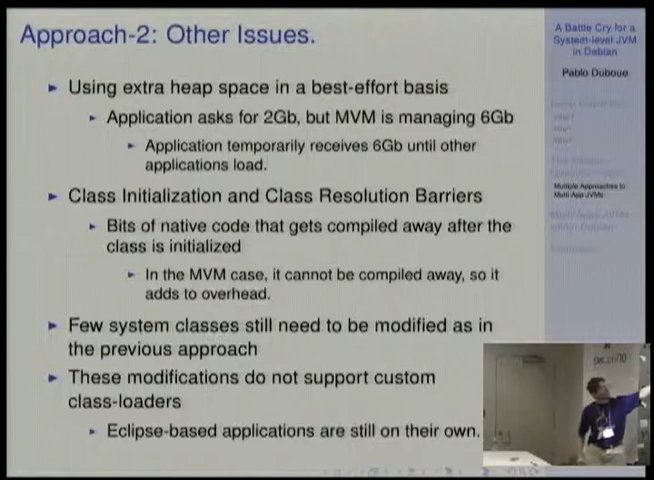 Approach-2: Other Issues.
Using extra heap space in a best-effort basis
Application asks for 2Gb, but MVM is managing 6Gb
Application temporarily receives 6Gb until other
applications load.
Class Initialization and Class Resolution Barriers
Bits of native code that gets compiled away after the
class is initialized
In the MVM case, it cannot be compiled away, so it
adds to overhead.
Few system classes still need to be modified as in
the previous approach
These modifications do not support custom
class-loaders
Eclipse-based applications are still on their own.
A Battle Cry for a
System-level JVM
in Debian
Pablo Duboue
Multiple Approaches to
Multi-App JVMs